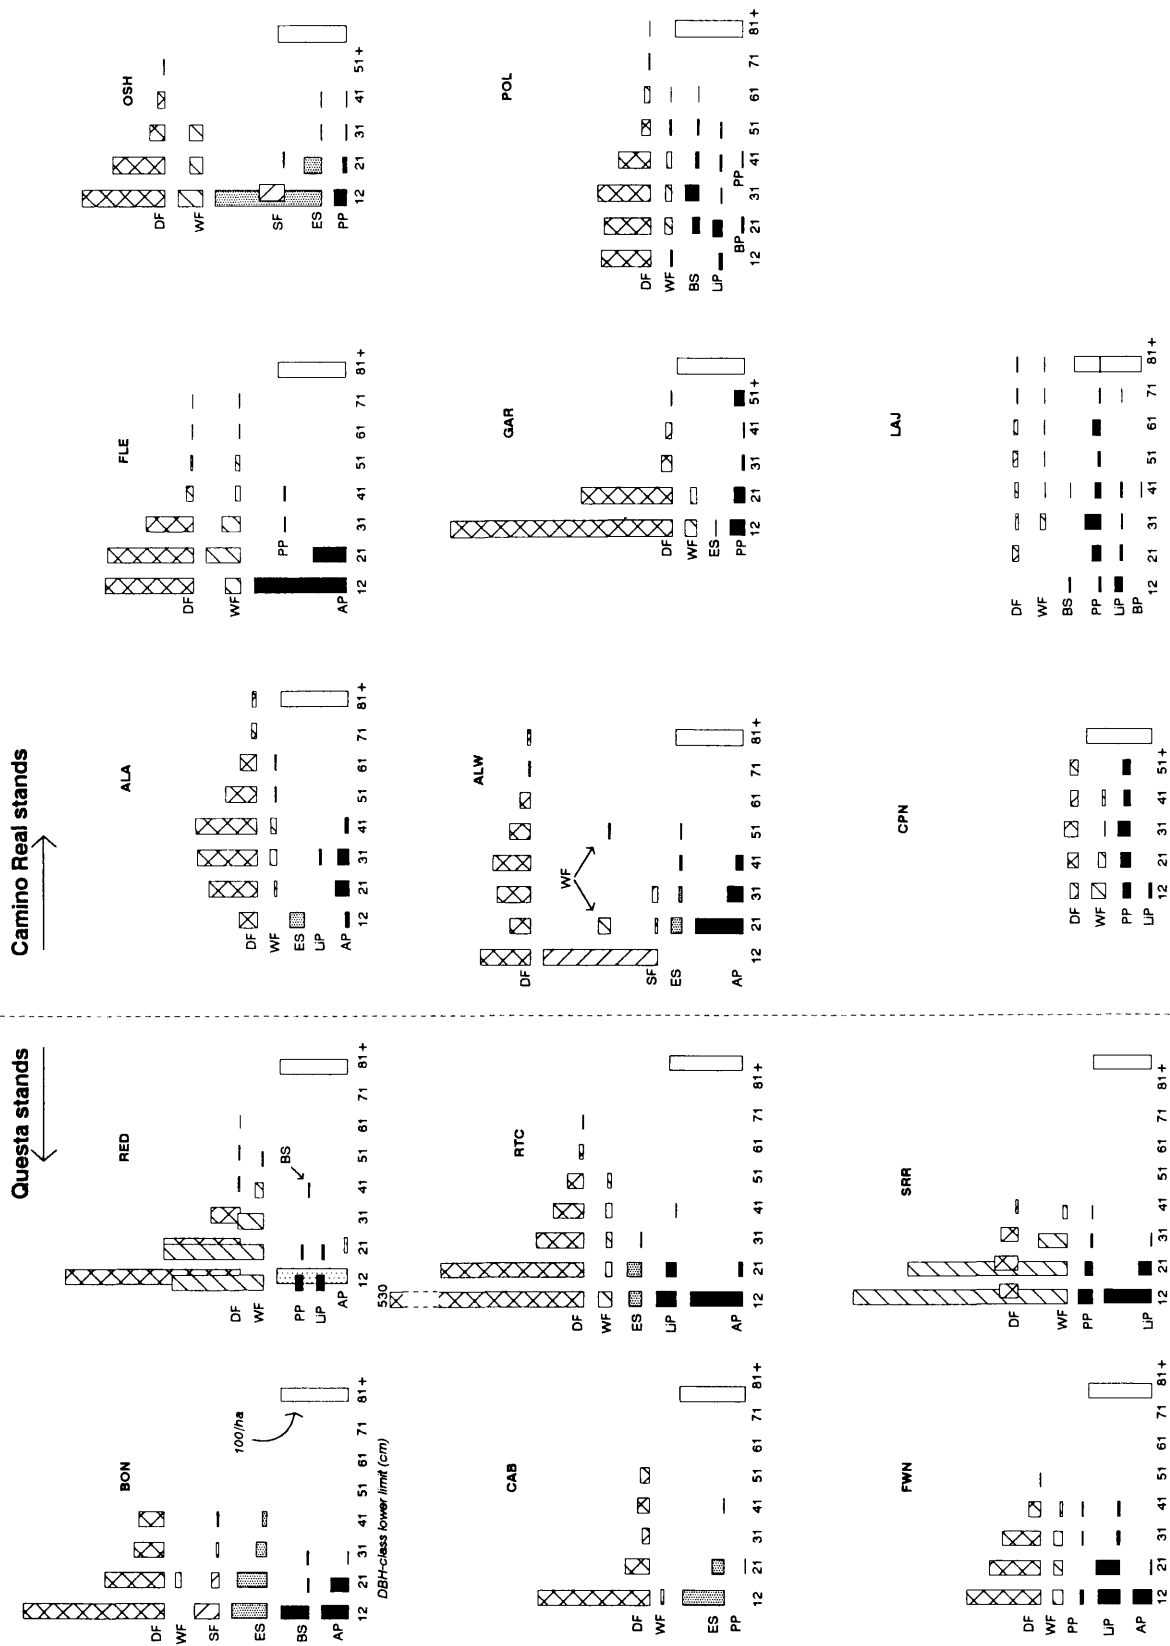 Questa stands
Camino Real stands
BON
100/ha
DF
WF
SF
ES
BS
AP
12 21 31 41 51 61 71 81+
DBH-class lower limit (cm)
RED
BS
DF
WF
PP
LiP
AP
12 21 31 41 51 61 71 81+
ALA
DF
WF
ES
LiP
AP
12 21 31 41 51 61 71 81+
FLE
DF
WF
PP
AP
12 21 31 41 51 61 71 81+
OSH
DF
WF
SF
ES
PP
12 21 31 41 51+
CAB
DF
WF
ES
PP
12 21 31 41 51 61 71 81+
RTC
530
DF
WF
ES
LiP
AP
12 21 31 41 51 61 71 81+
ALW
WF
DF
SF
ES
AP
12 21 31 41 51 61 71 81+
GAR
DF
WF
ES
PP
12 21 31 41 51+
POL
DF
WF
BS
LiP
BP PP
12 21 31 41 51 61 71 81+
FWN
DF
WF
PP
LiP
AP
12 21 31 41 51 61 71 81+
SRR
DF
WF
PP
LiP
12 21 31 41 51 61 71 81+
CPN
DF
WF
PP
LiP
12 21 31 41 51+
LAJ
DF
WF
BS
PP
LiP
BP
12 21 31 41 51 61 71 81+